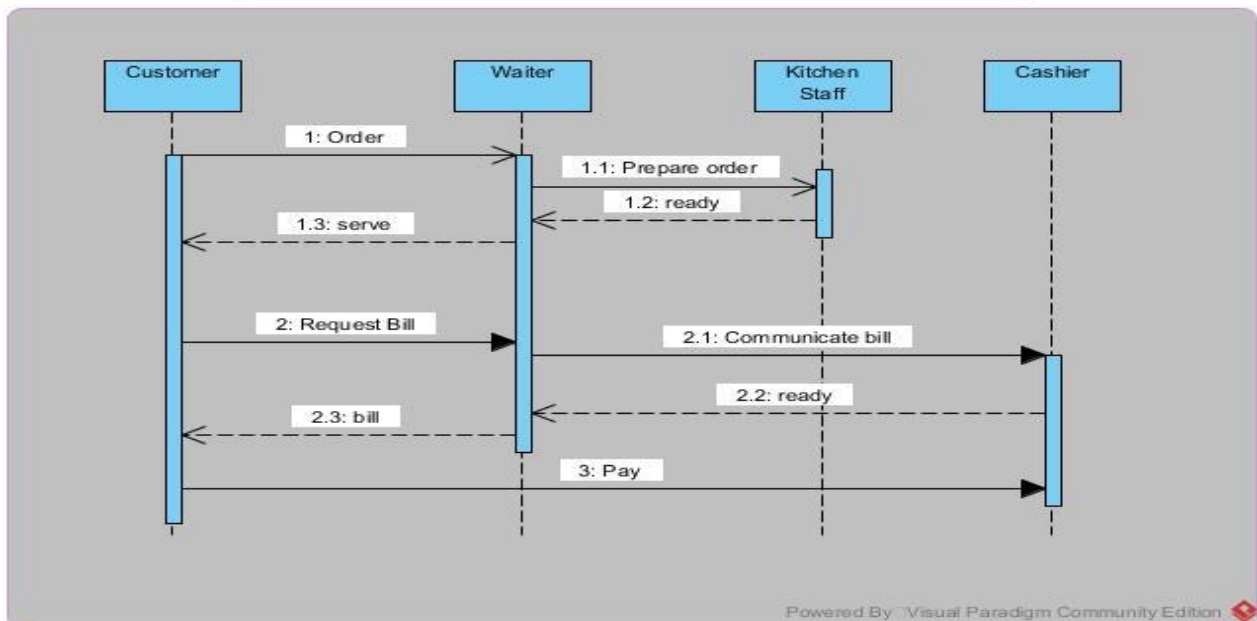 Customer
Waiter
Kitchen
Staff
Cashier
1: Order
1.1: Prepare order
1.2: ready
1.3: serve
2: Request Bill
2.1: Communicate bill
2.2: ready
2.3: bill
3: Pay
Powered By □Visual Paradigm Community Edition